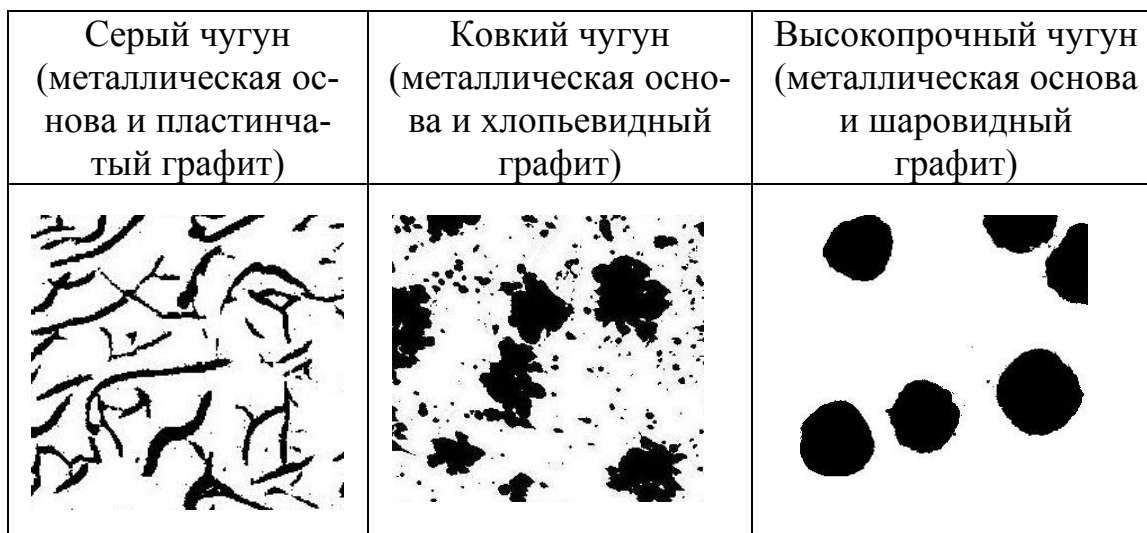 Серый чугун
(металлическая ос-
нова и пластинча-
тый графит)
Ковкий чугун
(металлическая осно-
ва и хлопьевидный
графит)
Высокопрочный чугун
(металлическая основа
и шаровидный
графит)